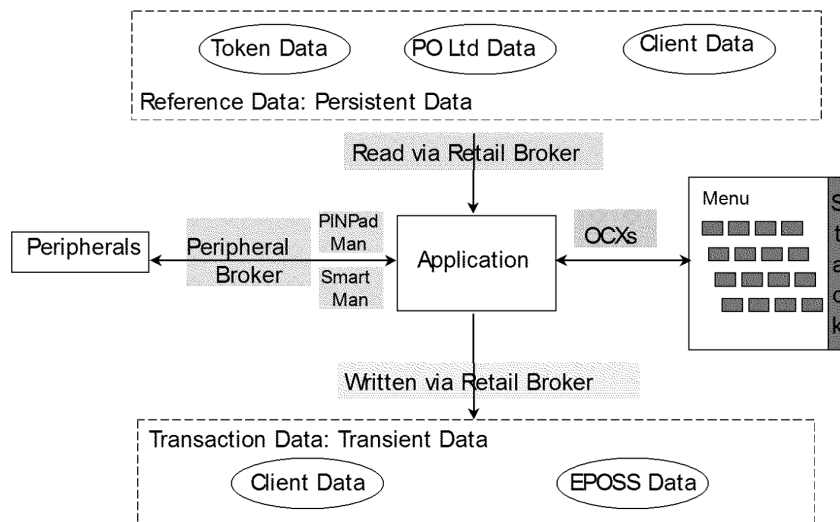 Token Data
PO Ltd Data
Client Data
Reference Data: Persistent Data
Read via Retail Broker
Menu
Stack
PINPad
Man
OCXs
Peripherals
Peripheral
Broker
Application
Smart
Man
Written via Retail Broker
Transaction Data: Transient Data
Client Data
EPOSS Data